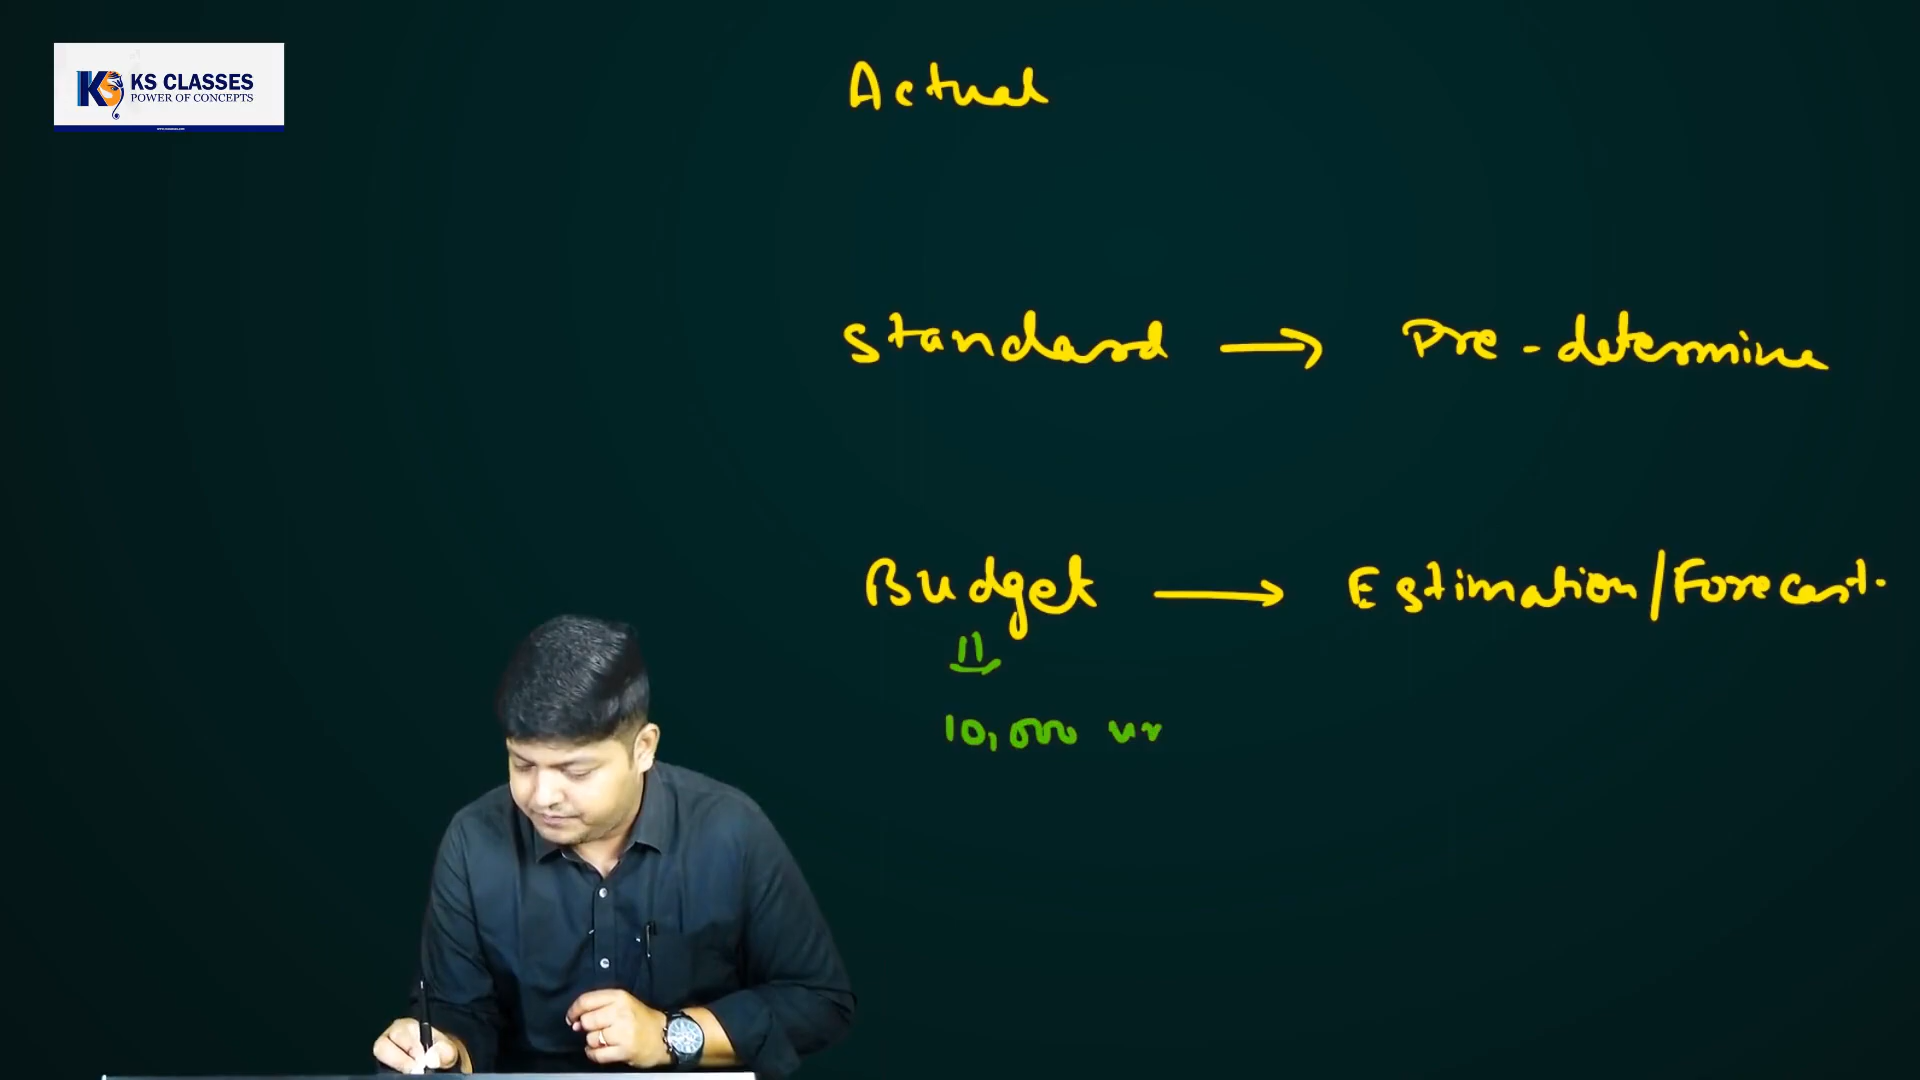 KS CLASSES
POWER OF CONCEPTS
Actual
Standard → Pre-determine
Budget → Estimation/Forecast.
10,000